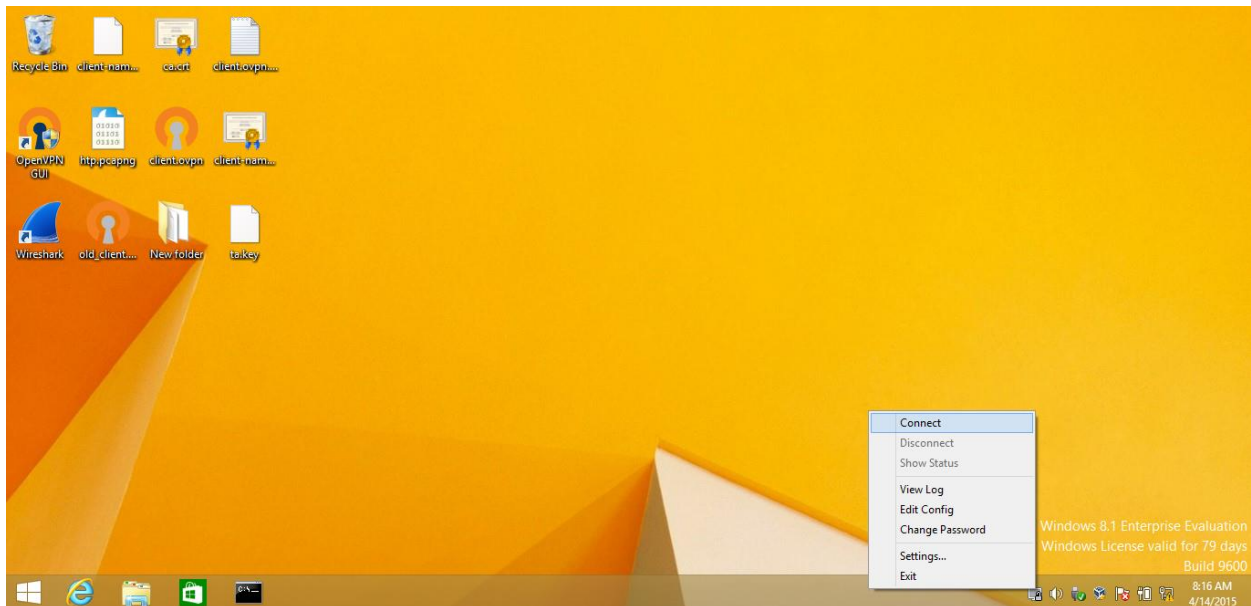 Recycle Bin
client-nam...
ca.crt
client.ovpn....
OpenVPN
GUI
htp.pcapng
client.ovpn
client-nam...
Wireshark
old_client....
New folder
ta.key
Connect
Disconnect
Show Status
View Log
Edit Config
Change Password
Settings...
Exit
Windows 8.1 Enterprise Evaluation
Windows License valid for 79 days
Build 9600
8:16 AM
4/14/2015